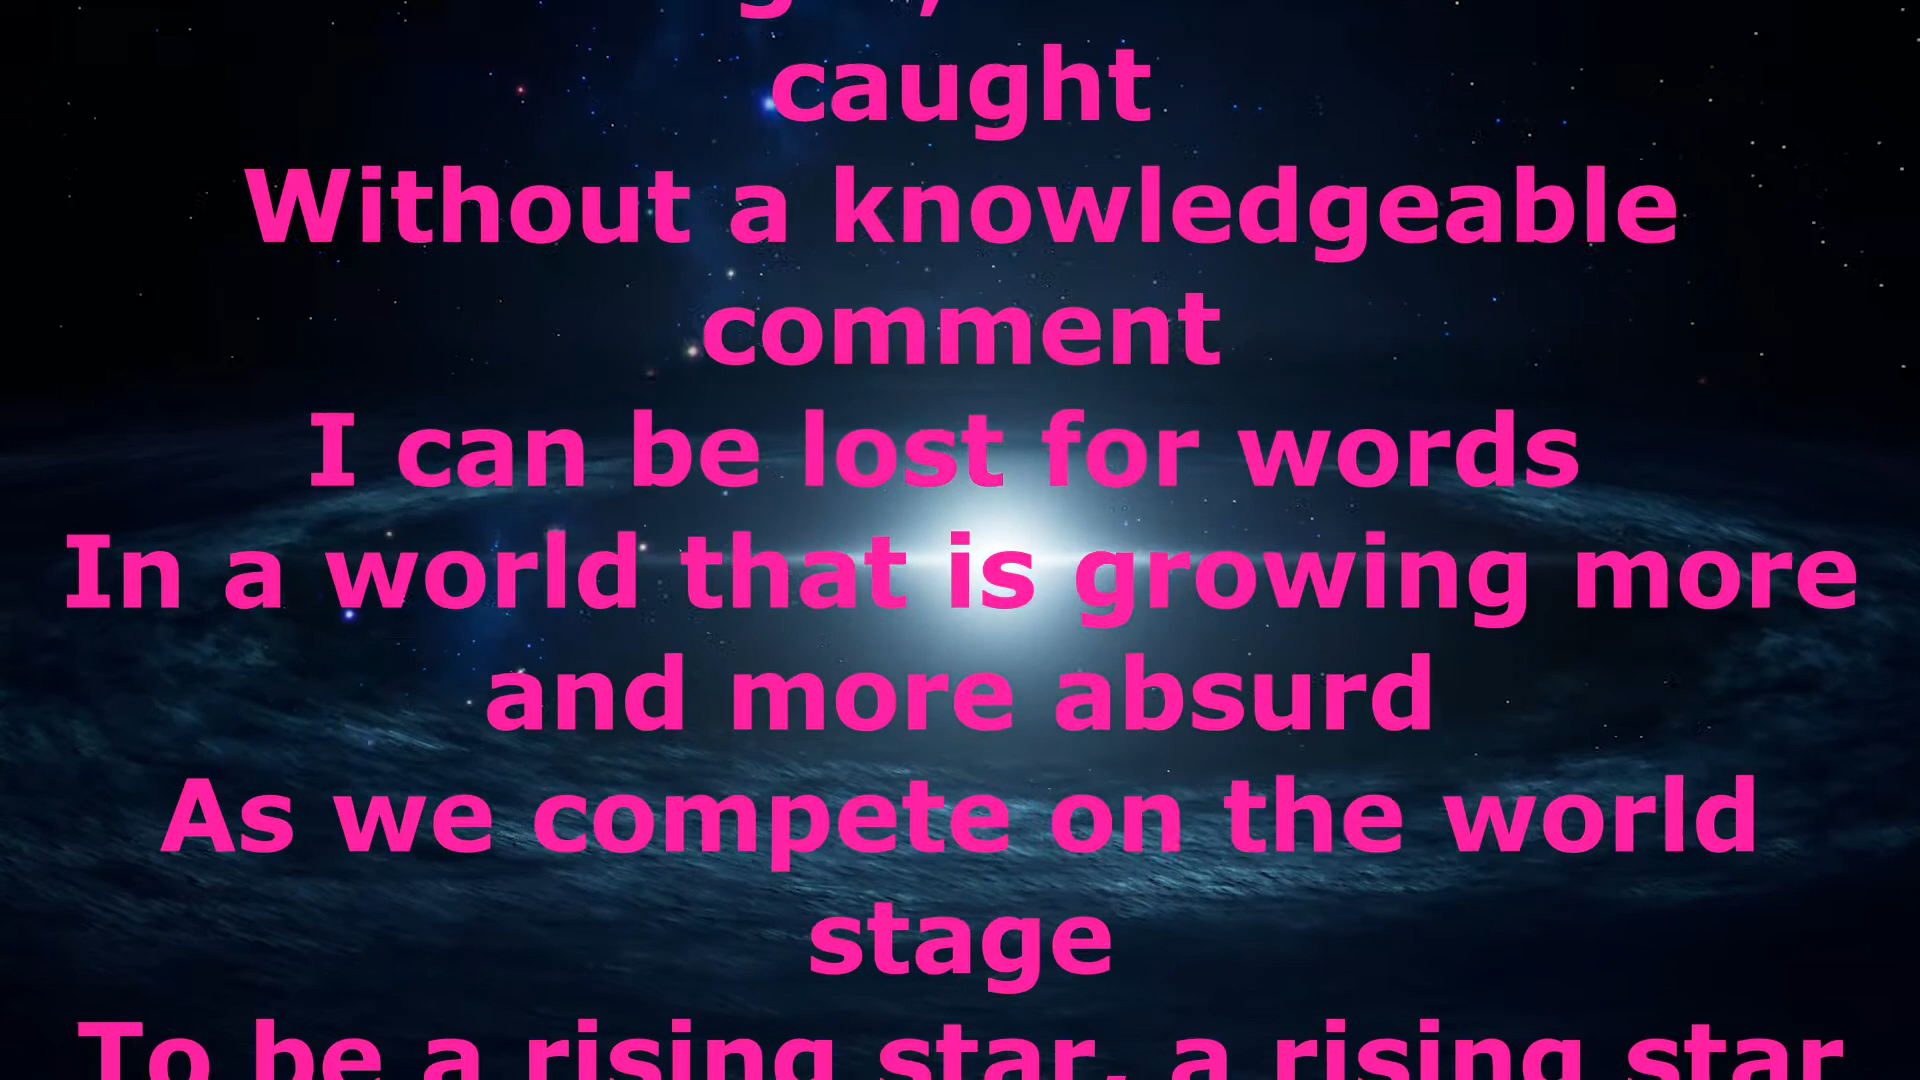 caught
Without a knowledgeable
comment
I can be lost for words
In a world that is growing more
and more absurd
As we compete on the world
stage
To be a rising star, a rising star